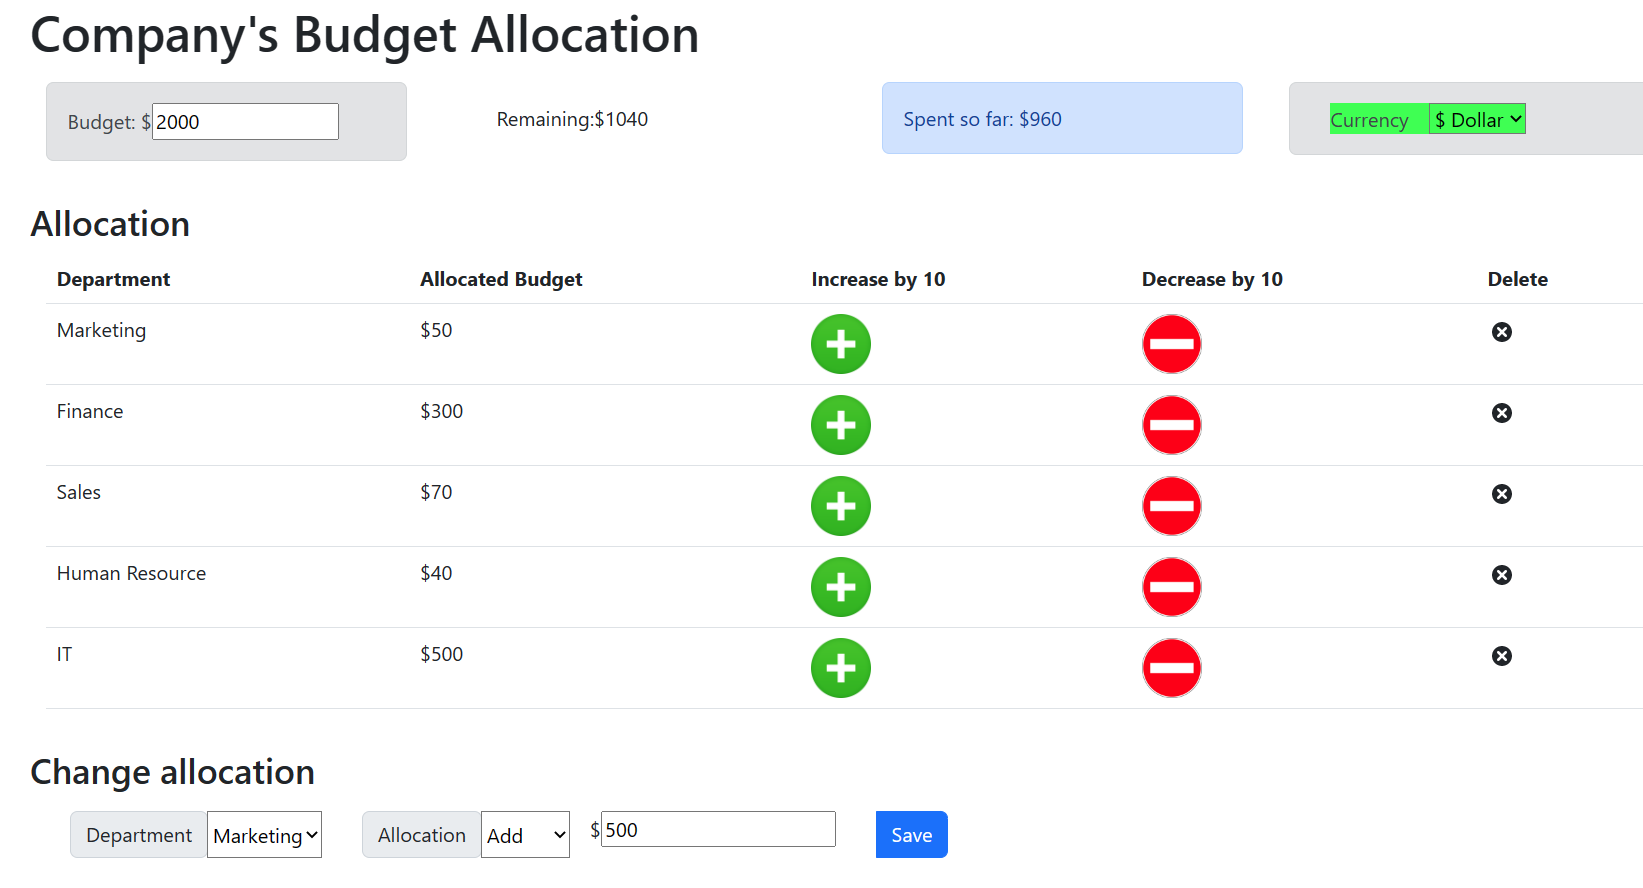 Company's Budget Allocation
Budget: $ 2000 Remaining:$1040 Spent so far: $960 Currency $ Dollar
Allocation
Department Allocated Budget Increase by 10 Decrease by 10 Delete
Marketing $50
Finance $300
Sales $70
Human Resource $40
IT $500
Change allocation
Department Marketing Allocation Add $ 500 Save